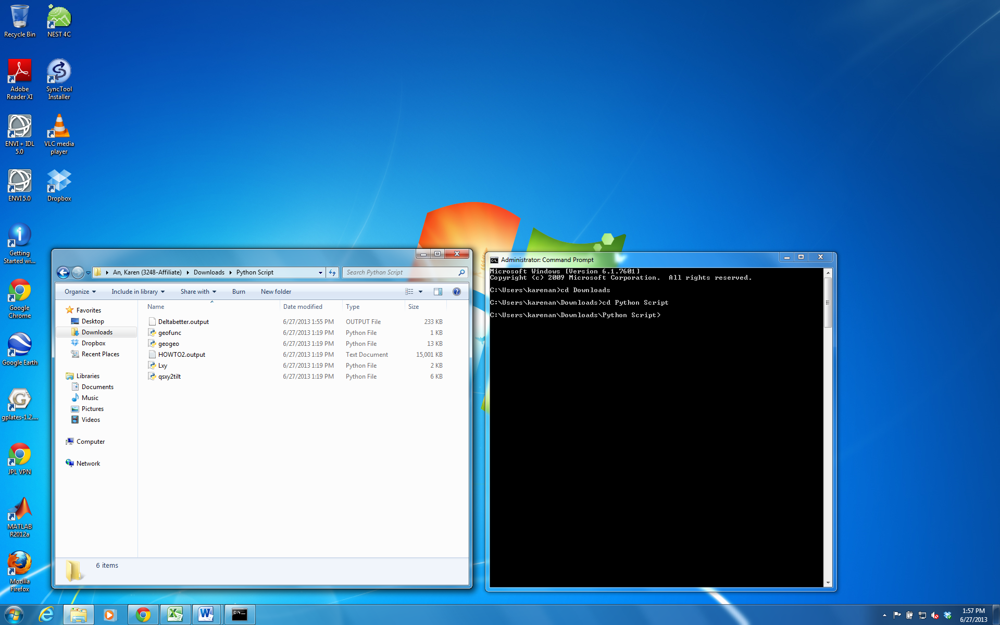 Recycle Bin
NEST 4C
Adobe
Reader XI
SyncTool
Installer
ENVI + IDL
5.0
VLC media
player
ENVI 5.0
Dropbox
Getting
Started wi...
Google
Chrome
Google Earth
gplates-1.2....
JPL VPN
MATLAB
R2012a
Mozilla
Firefox
An, Karen (3248-Affiliate) Downloads Python Script
Search Python Script
Organize Include in library Share with Burn New folder
Favorites
Desktop
Downloads
Dropbox
Recent Places
Libraries
Documents
Music
Pictures
Videos
Computer
Network
Name Date modified Type Size
Deltabetter.output 6/27/2013 1:55 PM OUTPUT File 233 KB
geofunc 6/27/2013 1:19 PM Python File 1 KB
geogeo 6/27/2013 1:19 PM Python File 13 KB
HOWTO2.output 6/27/2013 1:19 PM Text Document 15,001 KB
Lxy 6/27/2013 1:19 PM Python File 2 KB
qsxy2tilt 6/27/2013 1:19 PM Python File 6 KB
6 items
Administrator: Command Prompt
Microsoft Windows [Version 6.1.7601]
Copyright (c) 2009 Microsoft Corporation.  All rights reserved.
C:\Users\karenan>cd Downloads
C:\Users\karenan\Downloads>cd Python Script
C:\Users\karenan\Downloads\Python Script>
1:57 PM
6/27/2013